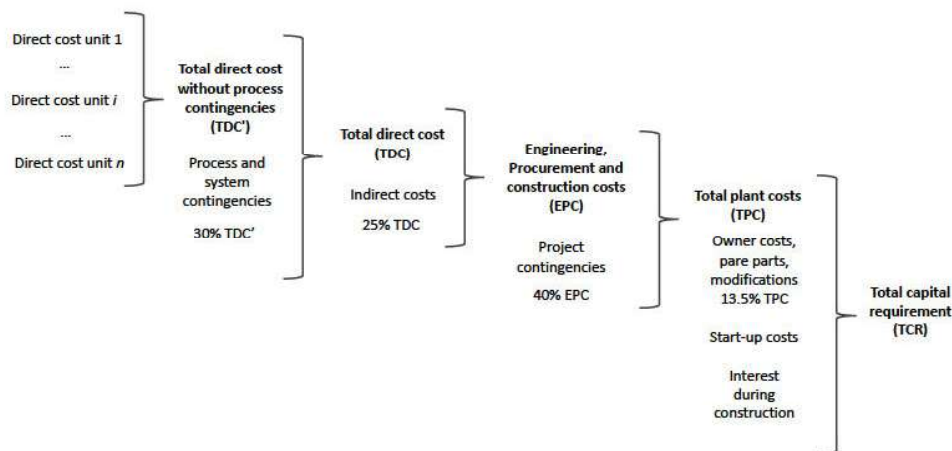 Direct cost unit 1
...
Direct cost unit i
...
Direct cost unit n
Total direct cost
without process
contingencies
(TDC')
Process and
system
contingencies
30% TDC'
Total direct cost
(TDC)
Indirect costs
25% TDC
Engineering,
Procurement and
construction costs
(EPC)
Project
contingencies
40% EPC
Total plant costs
(TPC)
Owner costs,
pare parts,
modifications
13.5% TPC
Start-up costs
Interest
during
construction
Total capital
requirement
(TCR)